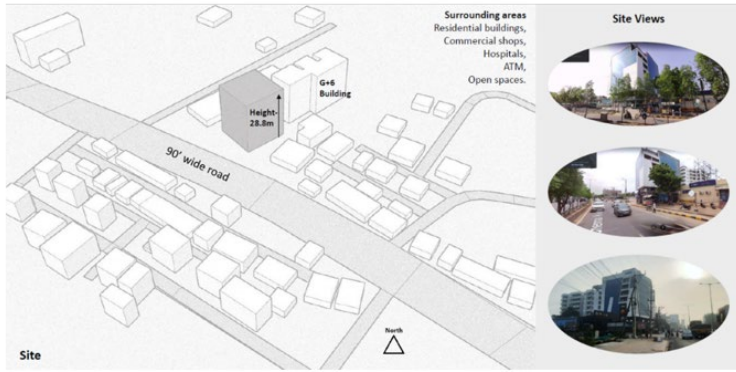 Surrounding areas
Residential buildings,
Commercial shops,
Hospitals,
ATM,
Open spaces.
Site Views
G+6
Building
Height-
28.8m
90' wide road
North
Site